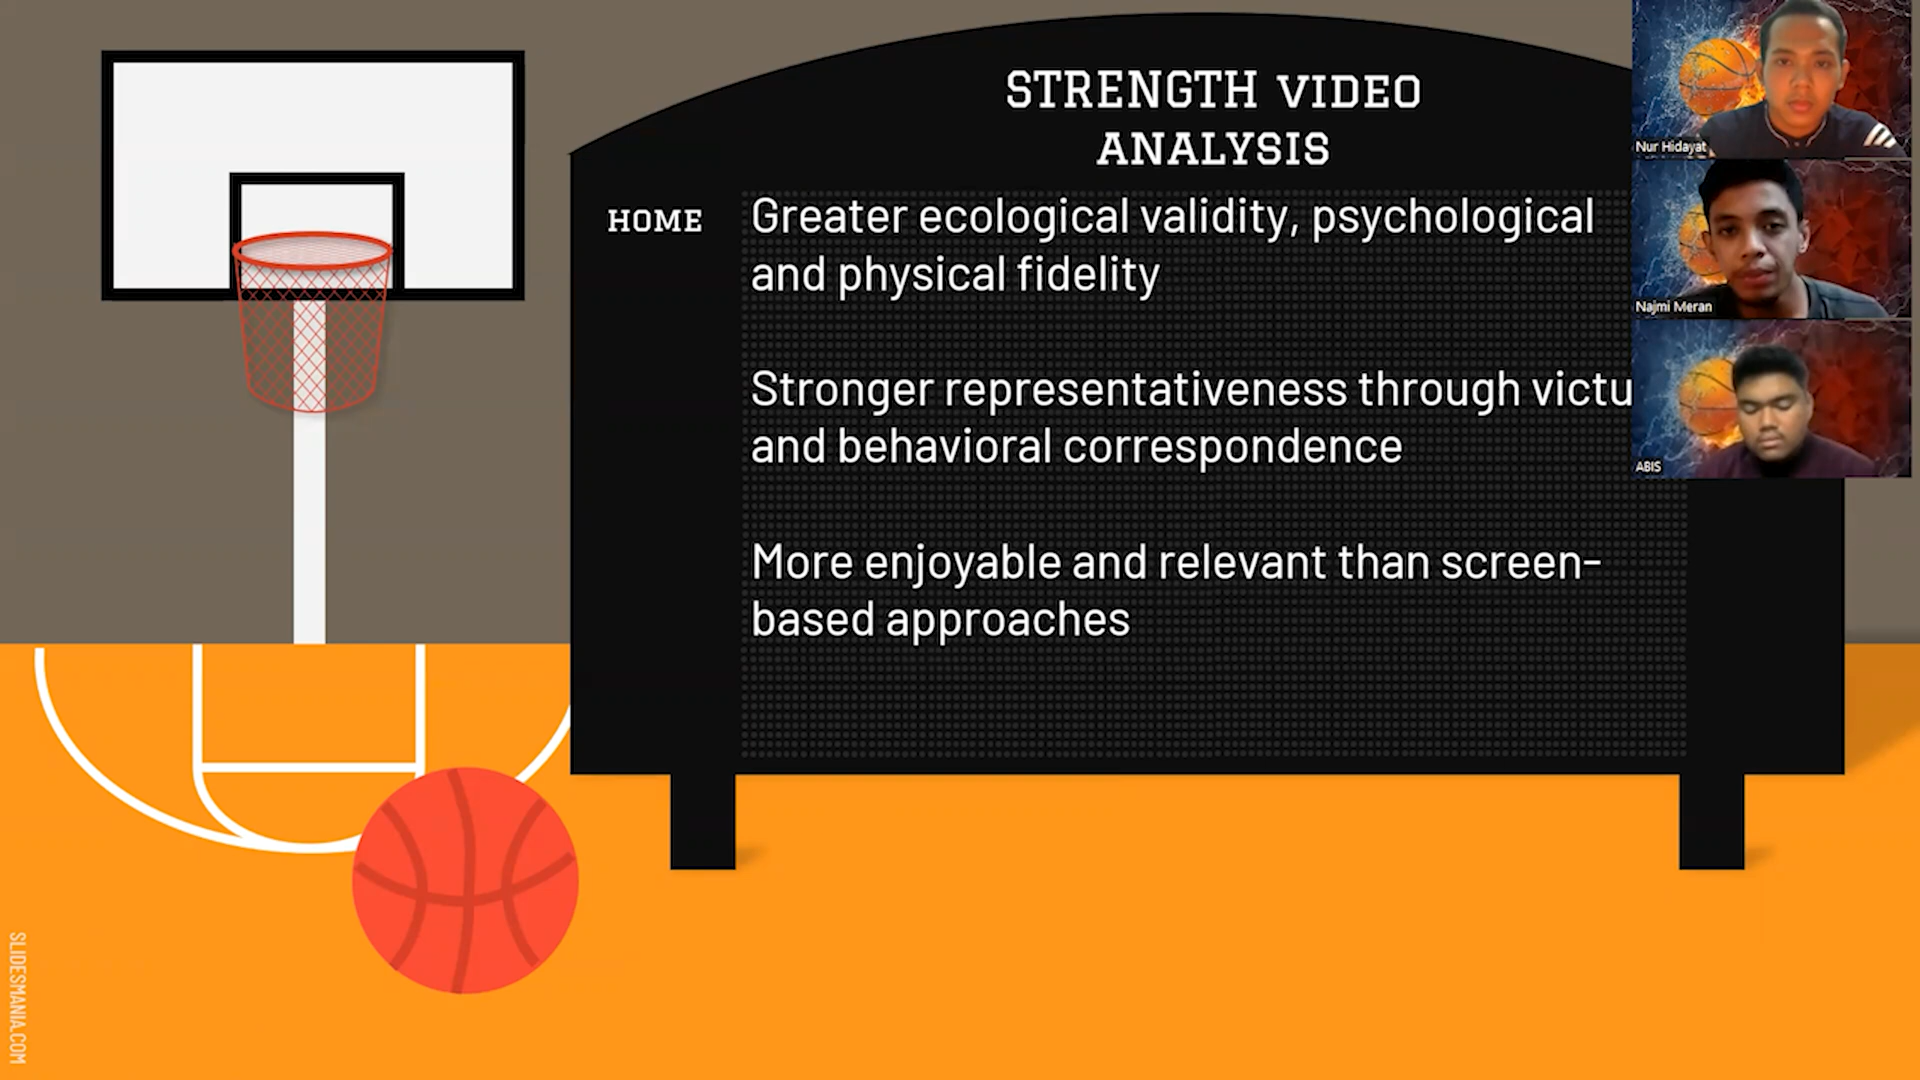 STRENGTH VIDEO
ANALYSIS
HOME
Greater ecological validity, psychological
and physical fidelity
Stronger representativeness through victu
and behavioral correspondence
More enjoyable and relevant than screen-
based approaches
Nur Hidayat
Najmi Meran
ABIS
SLIDESMANIA.COM